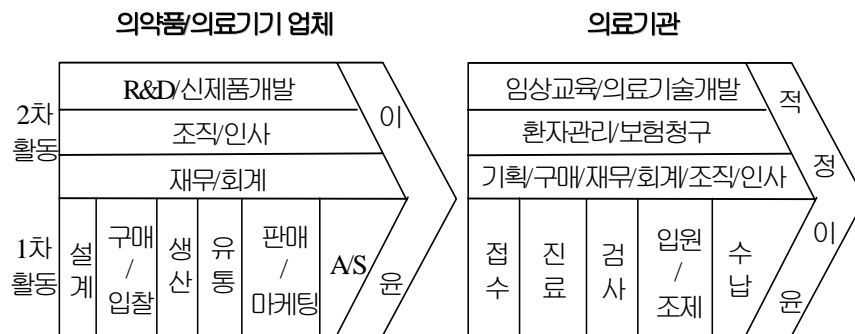 의약품/의료기기 업체
2차
활동
R&D/신제품개발
조직/인사
재무/회계
1차
활동
설계
구매
/
입찰
생산
유통
판매
/
마케팅
A/S
이윤
의료기관
임상교육/의료기술개발
환자관리/보험청구
기획/구매/재무/회계/조직/인사
접수
진료
검사
입원
/
조제
수납
적정이윤